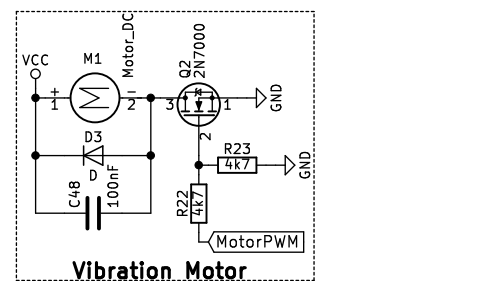 VCC
M1
Motor_DC
+
1
-
2
D3
D
C48
100nF
Q2
2N7000
3
1
2
GND
R23
4k7
GND
R22
4k7
MotorPWM
Vibration Motor